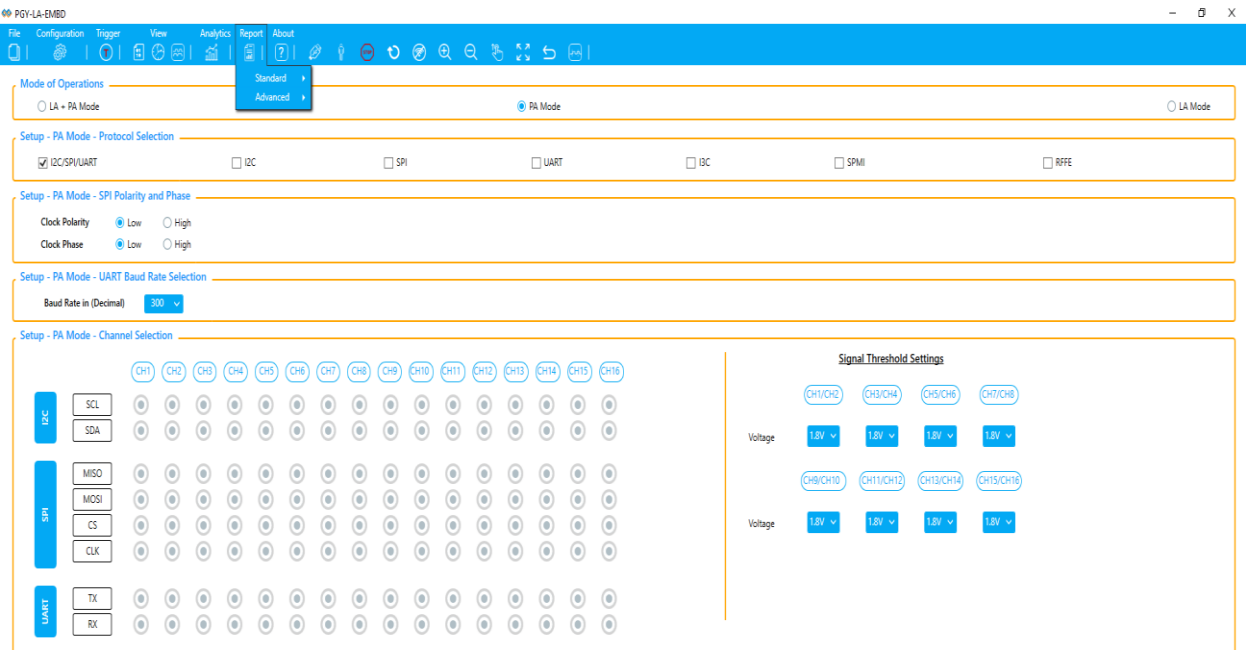 PGY-LA-EMBD
File Configuration Trigger View Analytics Report About
Standard
Advanced
Mode of Operations
LA + PA Mode PA Mode LA Mode
Setup - PA Mode - Protocol Selection
I2C/SPI/UART I2C SPI UART I3C SPMI RFFE
Setup - PA Mode - SPI Polarity and Phase
Clock Polarity Low High
Clock Phase Low High
Setup - PA Mode - UART Baud Rate Selection
Baud Rate in (Decimal) 300
Setup - PA Mode - Channel Selection
CH1 CH2 CH3 CH4 CH5 CH6 CH7 CH8 CH9 CH10 CH11 CH12 CH13 CH14 CH15 CH16
I2C
SCL
SDA
SPI
MISO
MOSI
CS
CLK
UART
TX
RX
Signal Threshold Settings
CH1/CH2 CH3/CH4 CH5/CH6 CH7/CH8
Voltage 1.8V 1.8V 1.8V 1.8V
CH9/CH10 CH11/CH12 CH13/CH14 CH15/CH16
Voltage 1.8V 1.8V 1.8V 1.8V